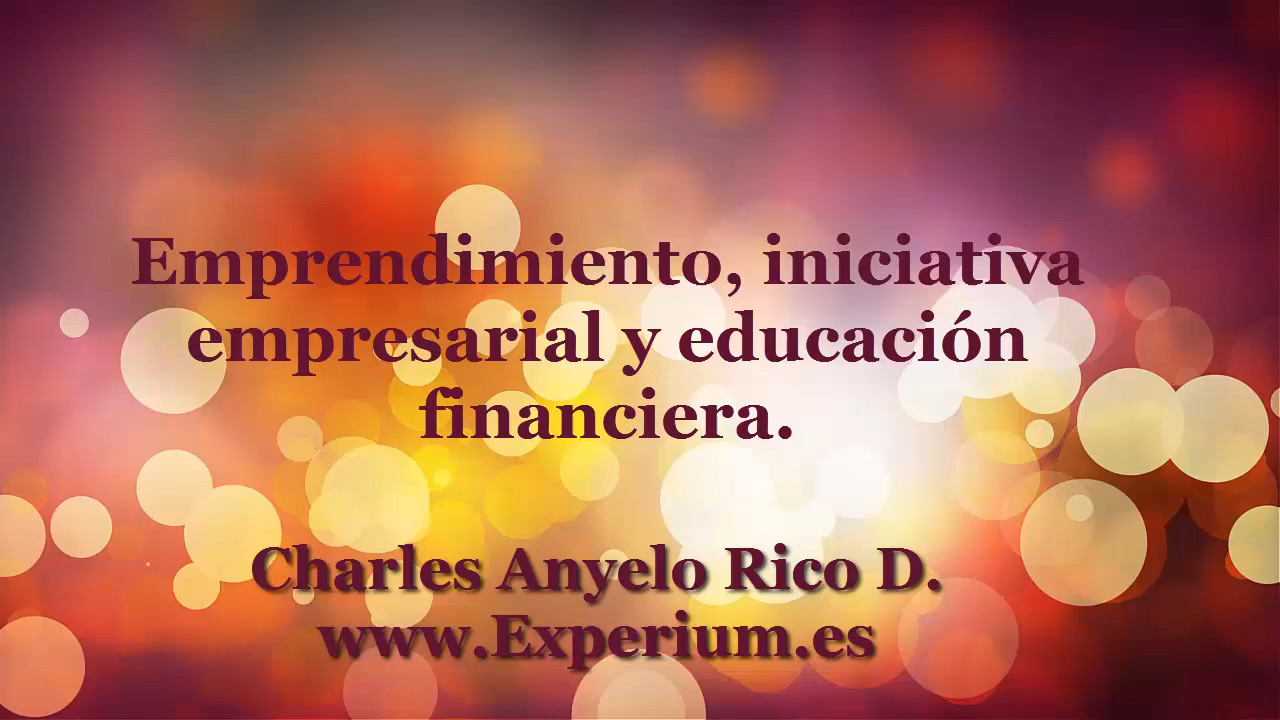 Emprendimiento, iniciativa
empresarial y educación
financiera.
Charles Anyelo Rico D.
www.Experium.es